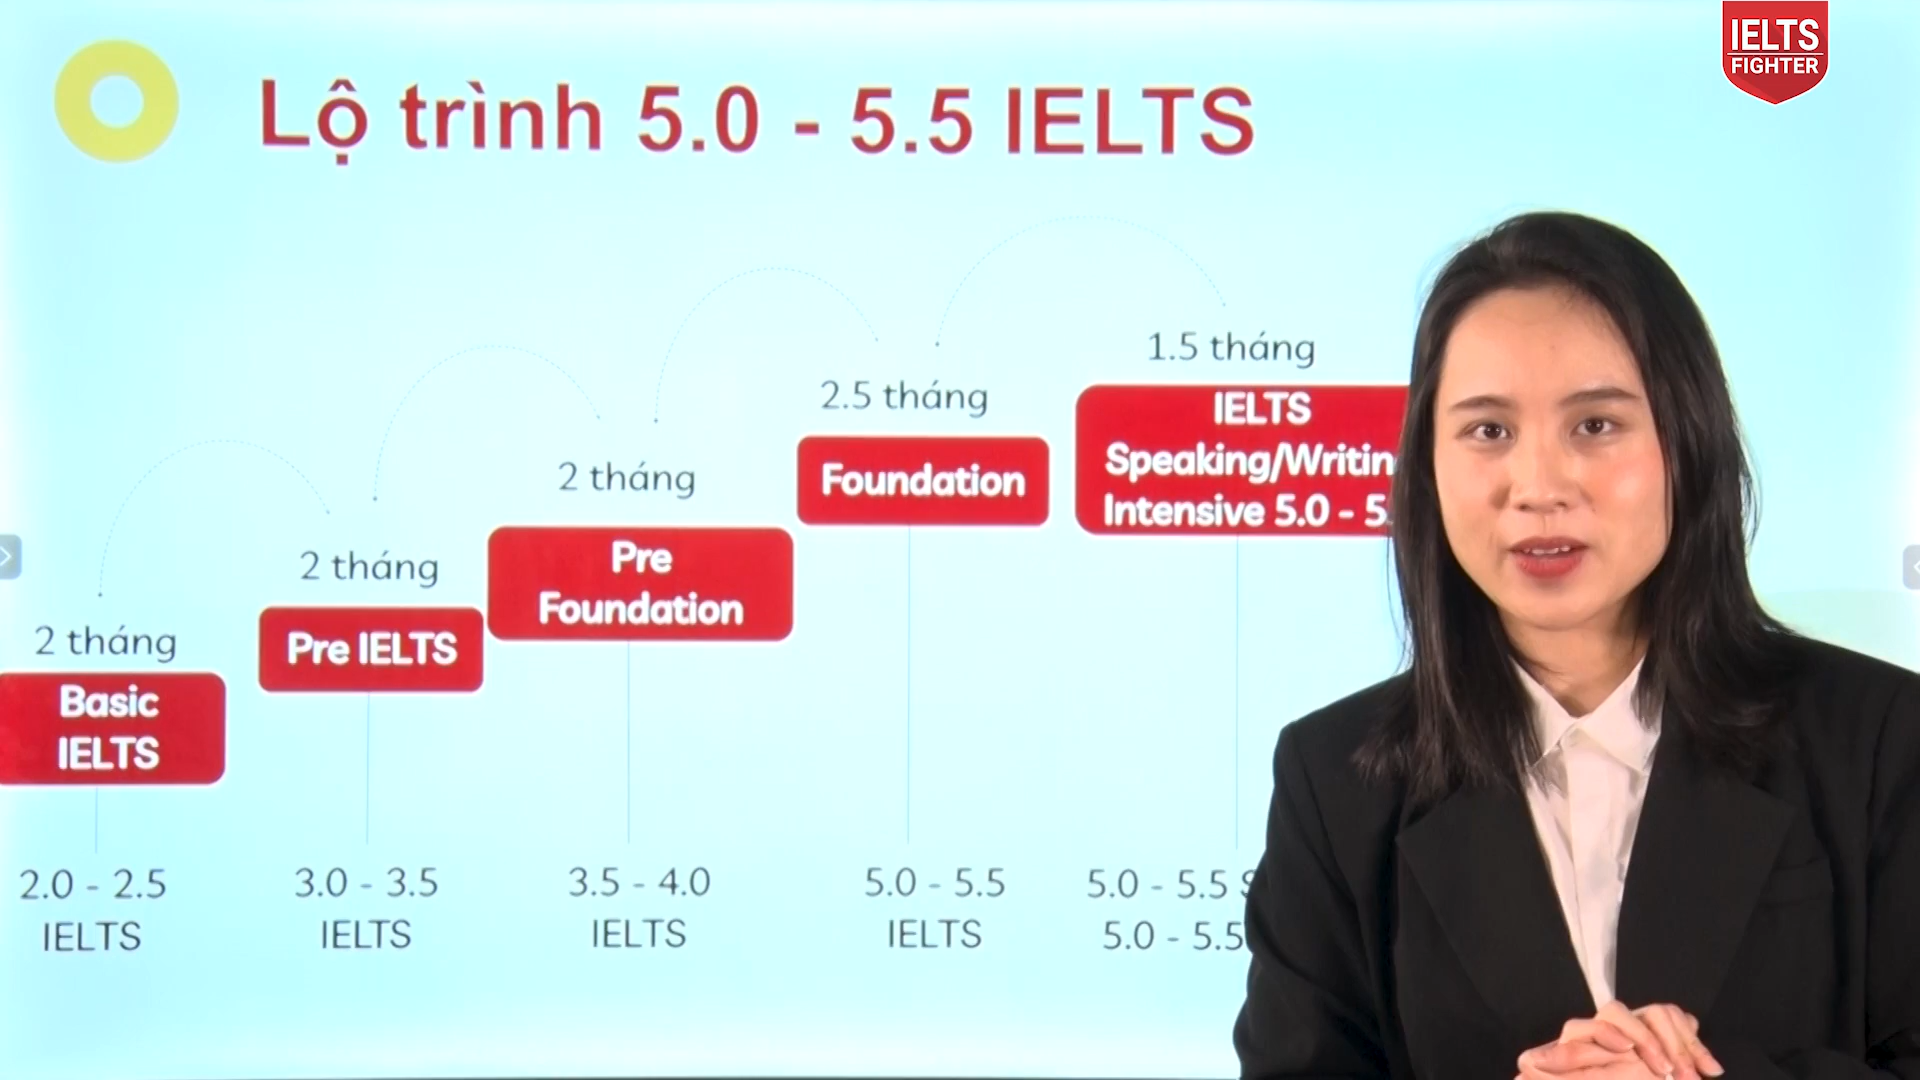 IELTS
FIGHTER
Lộ trình 5.0 - 5.5 IELTS
2 tháng
Basic
IELTS
2.0 - 2.5
IELTS
2 tháng
Pre IELTS
3.0 - 3.5
IELTS
2 tháng
Pre
Foundation
3.5 - 4.0
IELTS
2.5 tháng
Foundation
5.0 - 5.5
IELTS
1.5 tháng
IELTS
Speaking/Writin
Intensive 5.0 - 5.
5.0 - 5.5
5.0 - 5.5